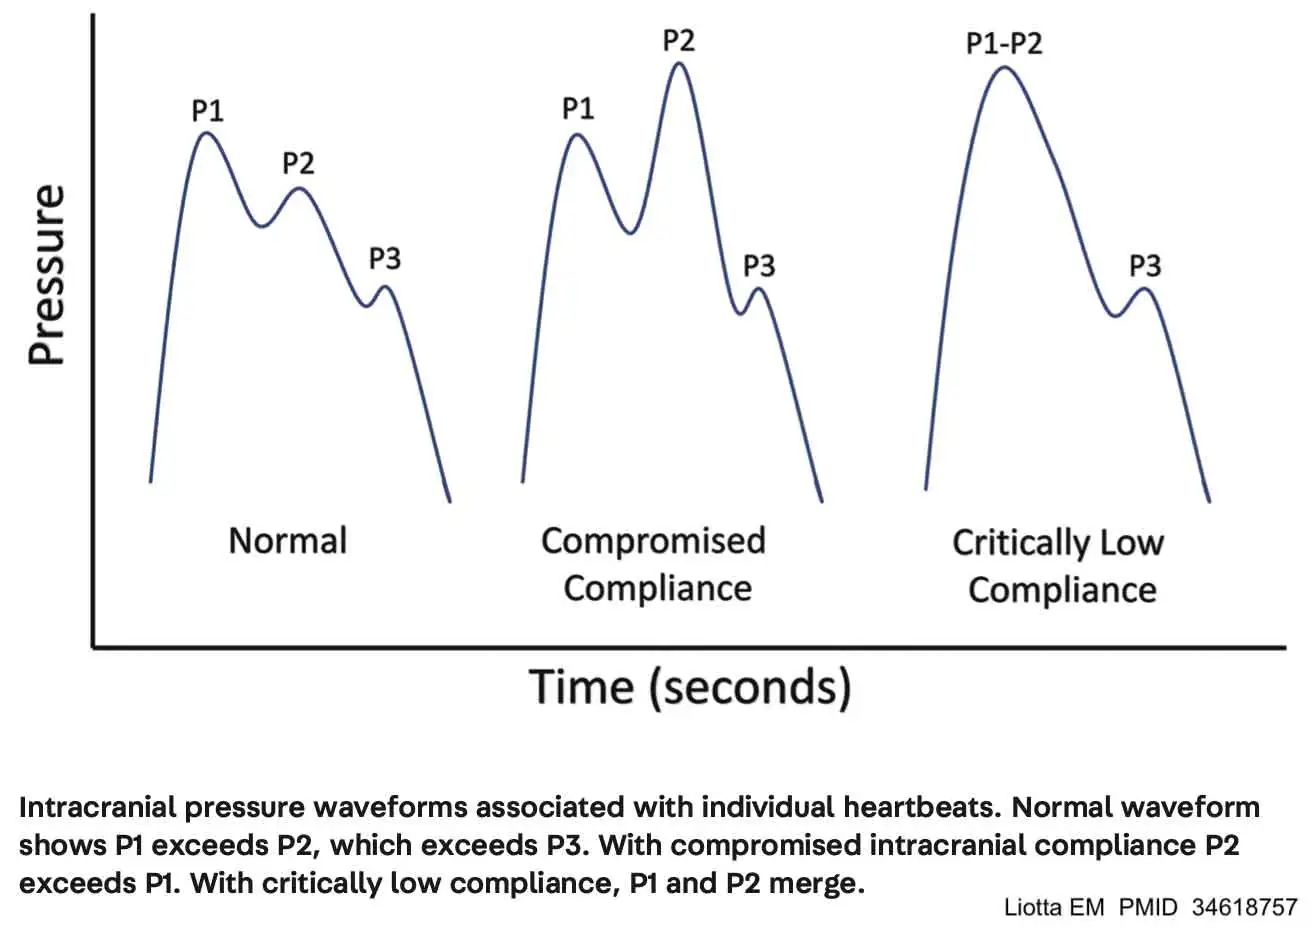 P1
P2
P3
P1
P2
P3
P1-P2
P3
Pressure
Normal
Compromised
Compliance
Critically Low
Compliance
Time (seconds)
Intracranial pressure waveforms associated with individual heartbeats. Normal waveform
shows P1 exceeds P2, which exceeds P3. With compromised intracranial compliance P2
exceeds P1. With critically low compliance, P1 and P2 merge.
Liotta EM PMID 34618757